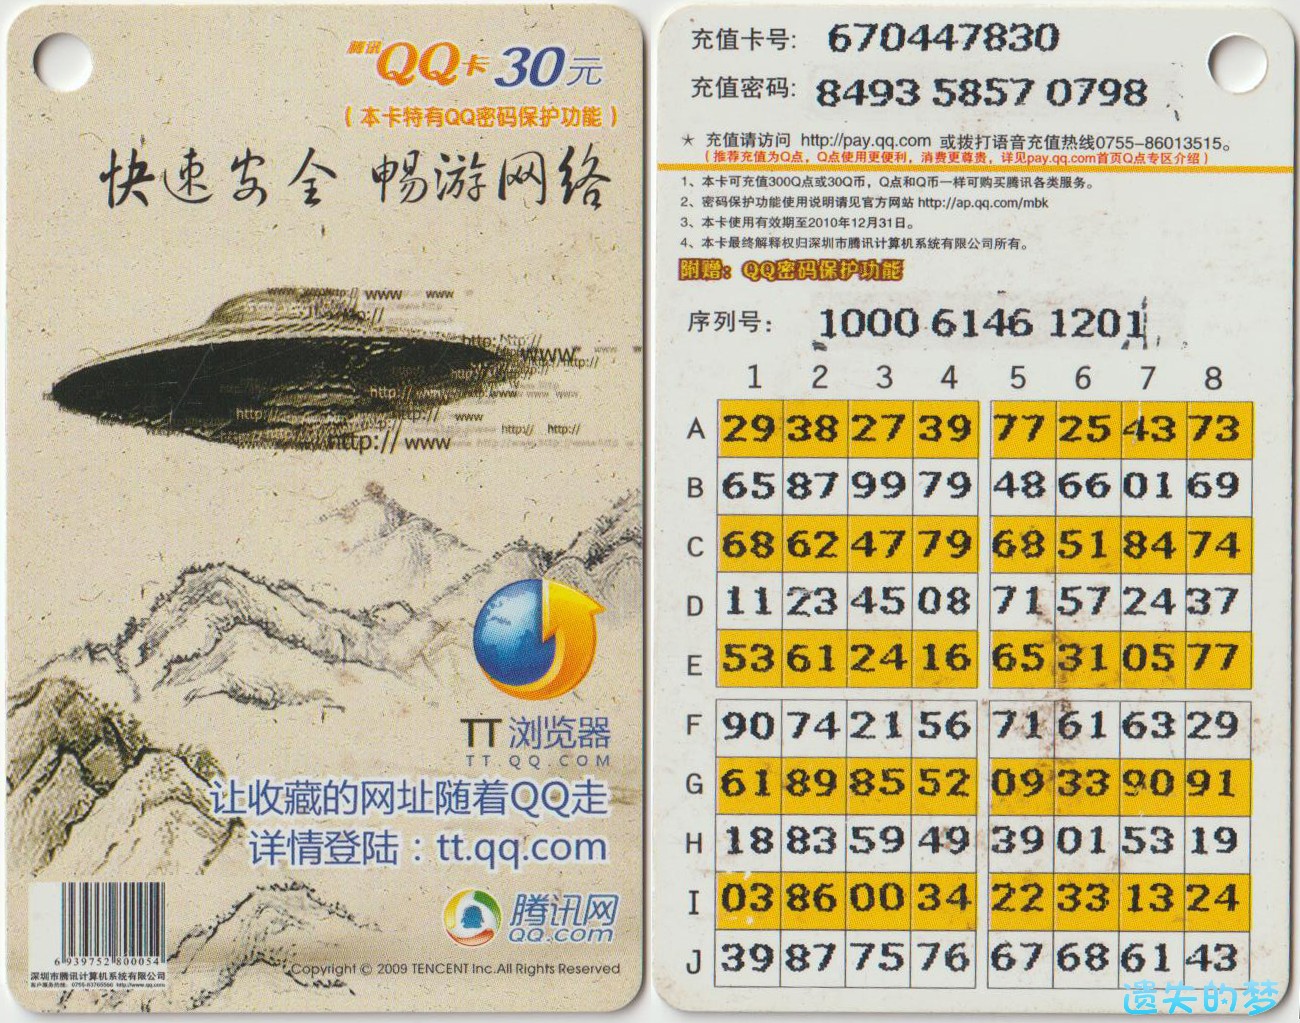 腾讯QQ卡 30元
（本卡特有QQ密码保护功能）
快速安全 畅游网络
TT 浏览器
TT.QQ.COM
让收藏的网址随着QQ走
详情登陆：tt.qq.com
腾讯网
QQ.com
6 939752 800054
深圳市腾讯计算机系统有限公司
Copyright © 2009 TENCENT Inc.All Rights Reserved
充值卡号: 670447830
充值密码: 8493 5857 0798
★ 充值请访问 http://pay.qq.com 或拨打语音充值热线0755-86013515。
（推荐充值为Q点，Q点使用更便利，消费更尊贵，详见pay.qq.com首页Q点专区介绍）
1、本卡可充值300Q点或30Q币，Q点和Q币一样可购买腾讯各类服务。
2、密码保护功能使用说明请见官方网站 http://ap.qq.com/mbk
3、本卡使用有效期至2010年12月31日。
4、本卡最终解释权归深圳市腾讯计算机系统有限公司所有。
附赠：QQ密码保护功能
序列号： 1000 6146 1201
1 2 3 4 5 6 7 8
A 29 38 27 39 77 25 43 73
B 65 87 99 79 48 66 01 69
C 68 62 47 79 68 51 84 74
D 11 23 45 08 71 57 24 37
E 53 61 24 16 65 31 05 77
F 90 74 21 56 71 61 63 29
G 61 89 85 52 09 33 90 91
H 18 83 59 49 39 01 53 19
I 03 86 00 34 22 33 13 24
J 39 87 75 76 67 68 61 43
遗失的梦